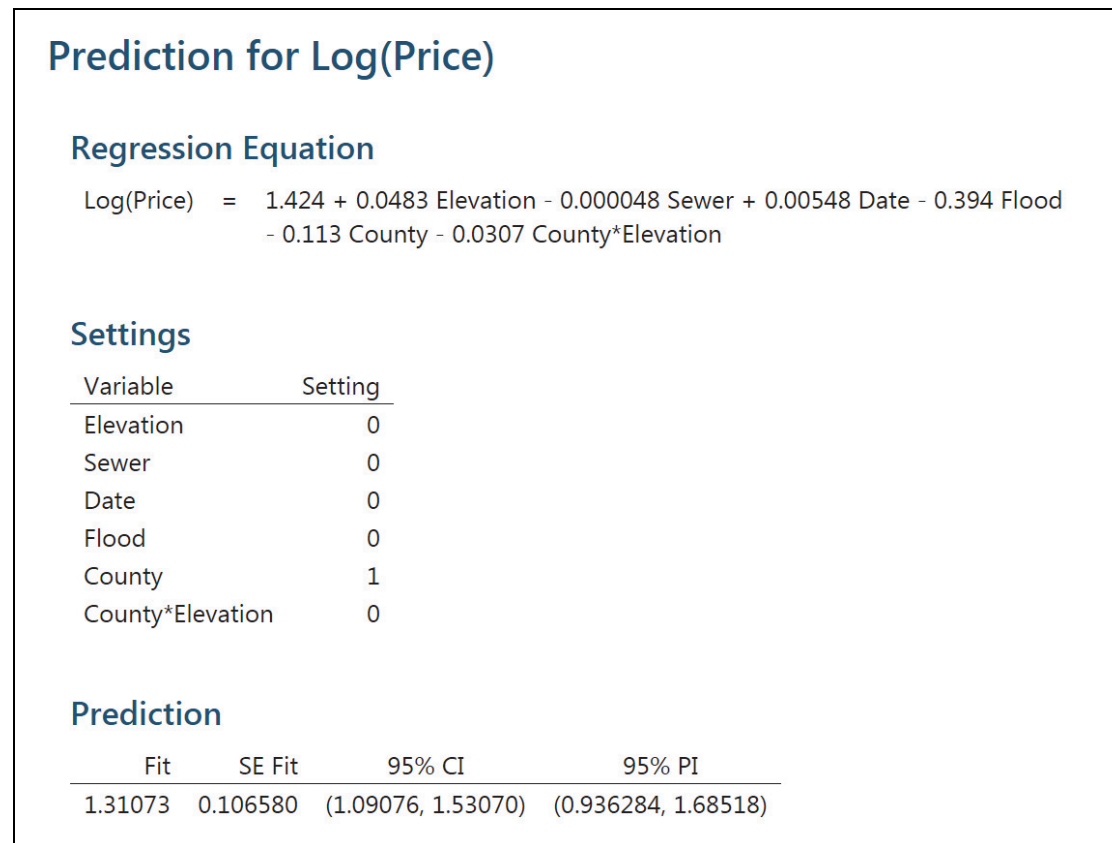 Prediction for Log(Price)
Regression Equation
Log(Price) = 1.424 + 0.0483 Elevation - 0.000048 Sewer + 0.00548 Date - 0.394 Flood
- 0.113 County - 0.0307 County*Elevation
Settings
Variable Setting
Elevation 0
Sewer 0
Date 0
Flood 0
County 1
County*Elevation 0
Prediction
Fit SE Fit 95% CI 95% PI
1.31073 0.106580 (1.09076, 1.53070) (0.936284, 1.68518)